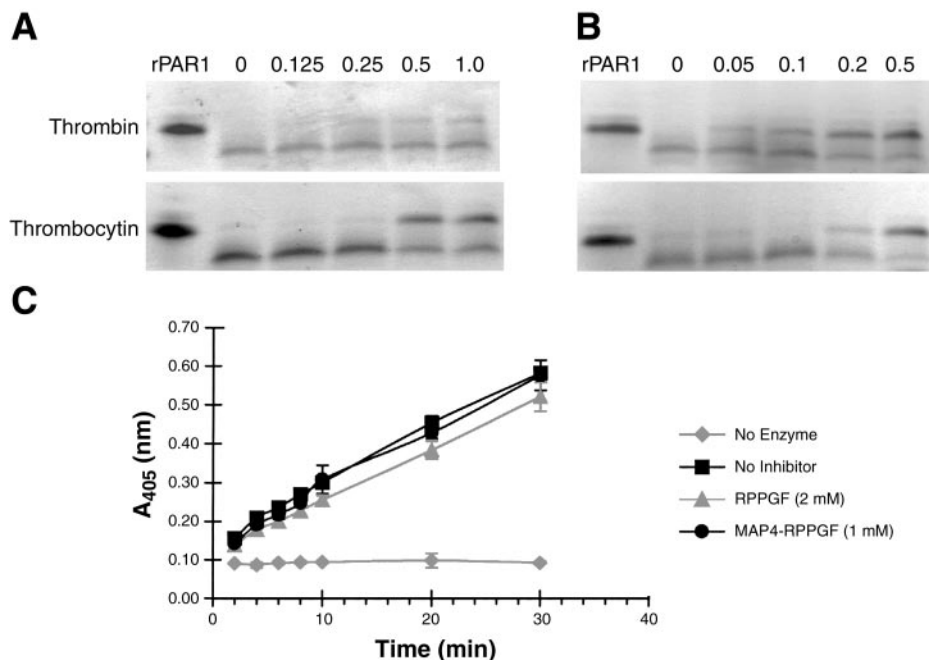 A
rPAR1 0 0.125 0.25 0.5 1.0
Thrombin
Thrombocytin
B
rPAR1 0 0.05 0.1 0.2 0.5
C
0.70
0.60
0.50
0.40
0.30
0.20
0.10
0.00
A405 (nm)
0 10 20 30 40
Time (min)
No Enzyme
No Inhibitor
RPPGF (2 mM)
MAP4-RPPGF (1 mM)